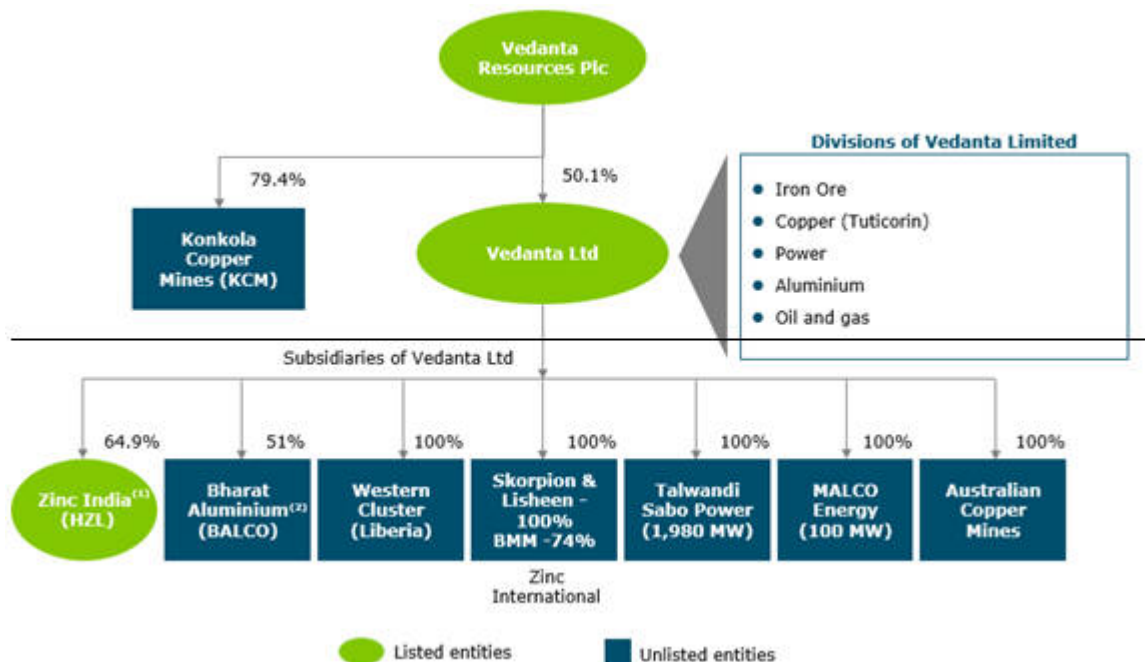 Vedanta
Resources Plc
79.4%
50.1%
Divisions of Vedanta Limited
● Iron Ore
● Copper (Tuticorin)
● Power
● Aluminium
● Oil and gas
Konkola
Copper
Mines (KCM)
Vedanta Ltd
Subsidiaries of Vedanta Ltd
64.9%
51%
100%
100%
100%
100%
100%
Zinc India(1)
(HZL)
Bharat
Aluminium(2)
(BALCO)
Western
Cluster
(Liberia)
Skorpion &
Lisheen -
100%
BMM -74%
Talwandi
Sabo Power
(1,980 MW)
MALCO
Energy
(100 MW)
Australian
Copper
Mines
Zinc
International
Listed entities
Unlisted entities